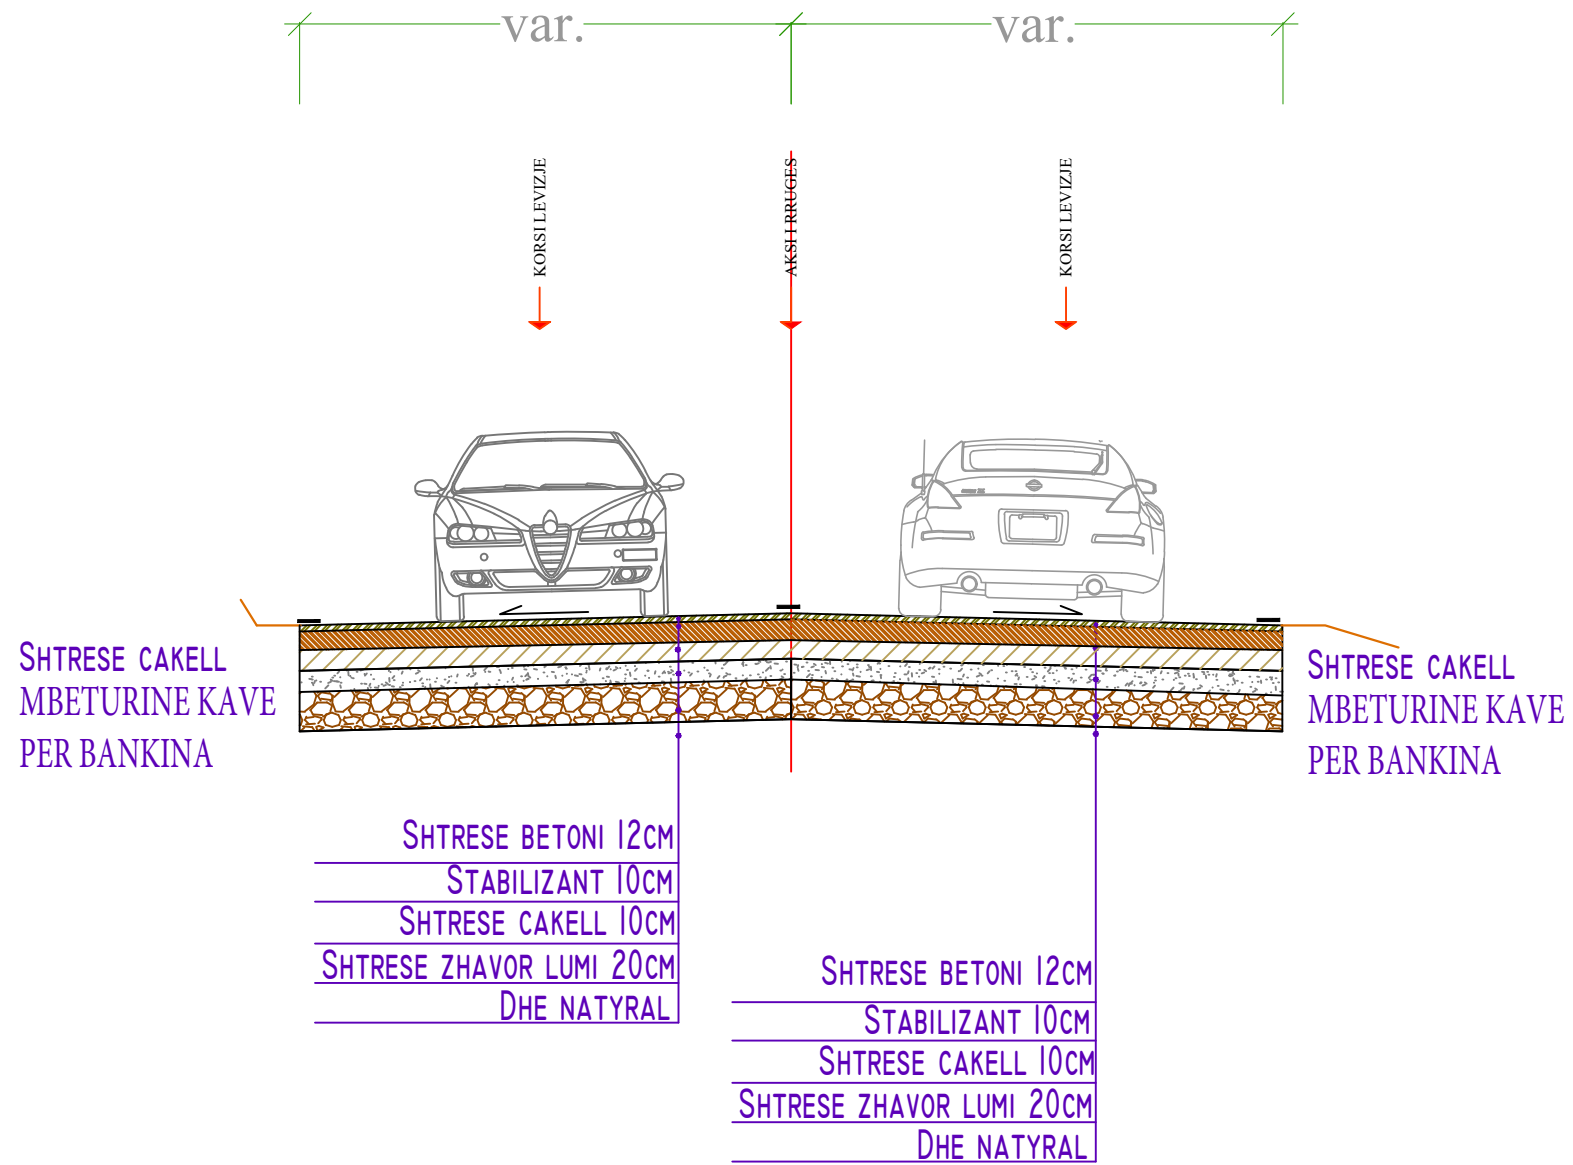 var.
var.
KORSI LEVIZJE
AKSI I RRUGES
KORSI LEVIZJE
SHTRESE CAKELL
MBETURINE KAVE
PER BANKINA
SHTRESE CAKELL
MBETURINE KAVE
PER BANKINA
SHTRESE BETONI 12CM
STABILIZANT 10CM
SHTRESE CAKELL 10CM
SHTRESE ZHAVOR LUMI 20CM
DHE NATYRAL
SHTRESE BETONI 12CM
STABILIZANT 10CM
SHTRESE CAKELL 10CM
SHTRESE ZHAVOR LUMI 20CM
DHE NATYRAL